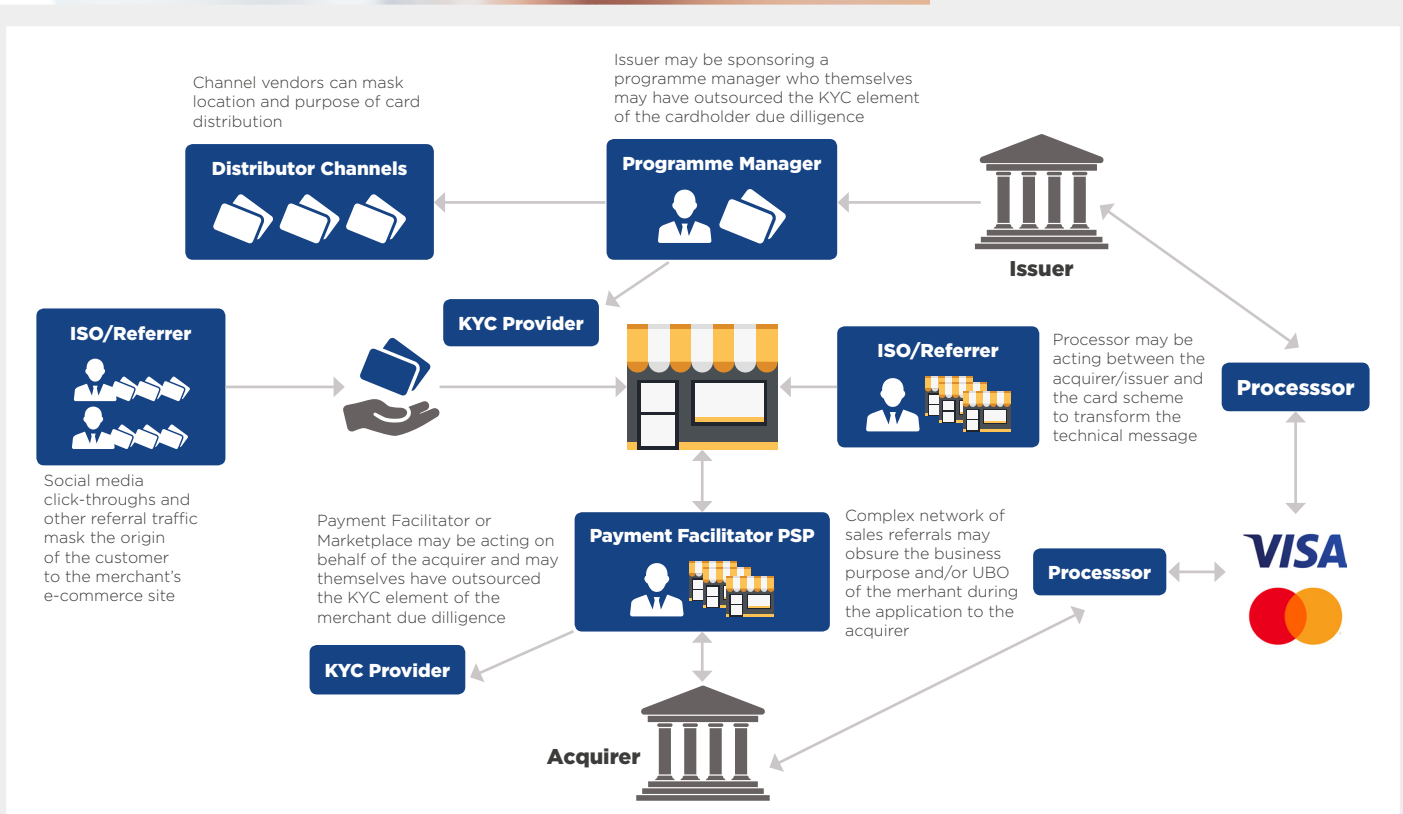 Channel vendors can mask
location and purpose of card
distribution
Issuer may be sponsoring a
programme manager who themselves
may have outsourced the KYC element
of the cardholder due dilligence
Distributor Channels
Programme Manager
Issuer
KYC Provider
ISO/Referrer
ISO/Referrer
Processor may be
acting between the
acquirer/issuer and
the card scheme
to transform the
technical message
Processsor
Social media
click-throughs and
other referral traffic
mask the origin
of the customer
to the merchant's
e-commerce site
Payment Facilitator or
Marketplace may be acting on
behalf of the acquirer and may
themselves have outsourced
the KYC element of the
merchant due dilligence
Payment Facilitator PSP
Complex network of
sales referrals may
obsure the business
purpose and/or UBO
of the merhant during
the application to the
acquirer
Processsor
VISA
KYC Provider
Acquirer